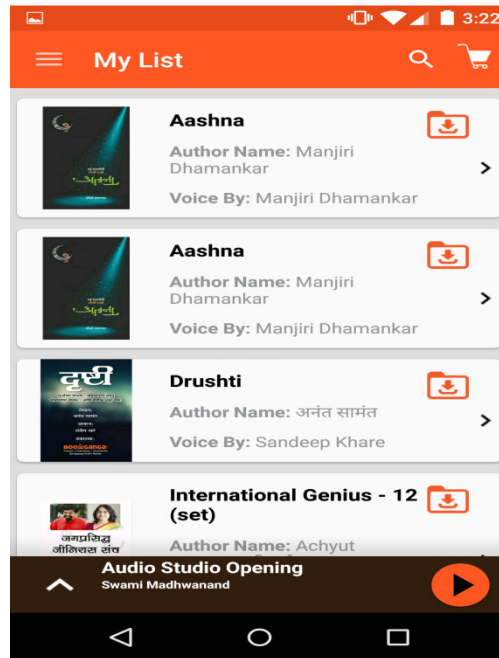 3:22
My List
Aashna
Author Name: Manjiri
Dhamankar
Voice By: Manjiri Dhamankar
Aashna
Author Name: Manjiri
Dhamankar
Voice By: Manjiri Dhamankar
दृष्टी
BOOKGANGA
Drushti
Author Name: अनंत सामंत
Voice By: Sandeep Khare
जगप्रसिद्ध
जीनियस संच
International Genius - 12
(set)
Author Name: Achyut
Audio Studio Opening
Swami Madhwanand